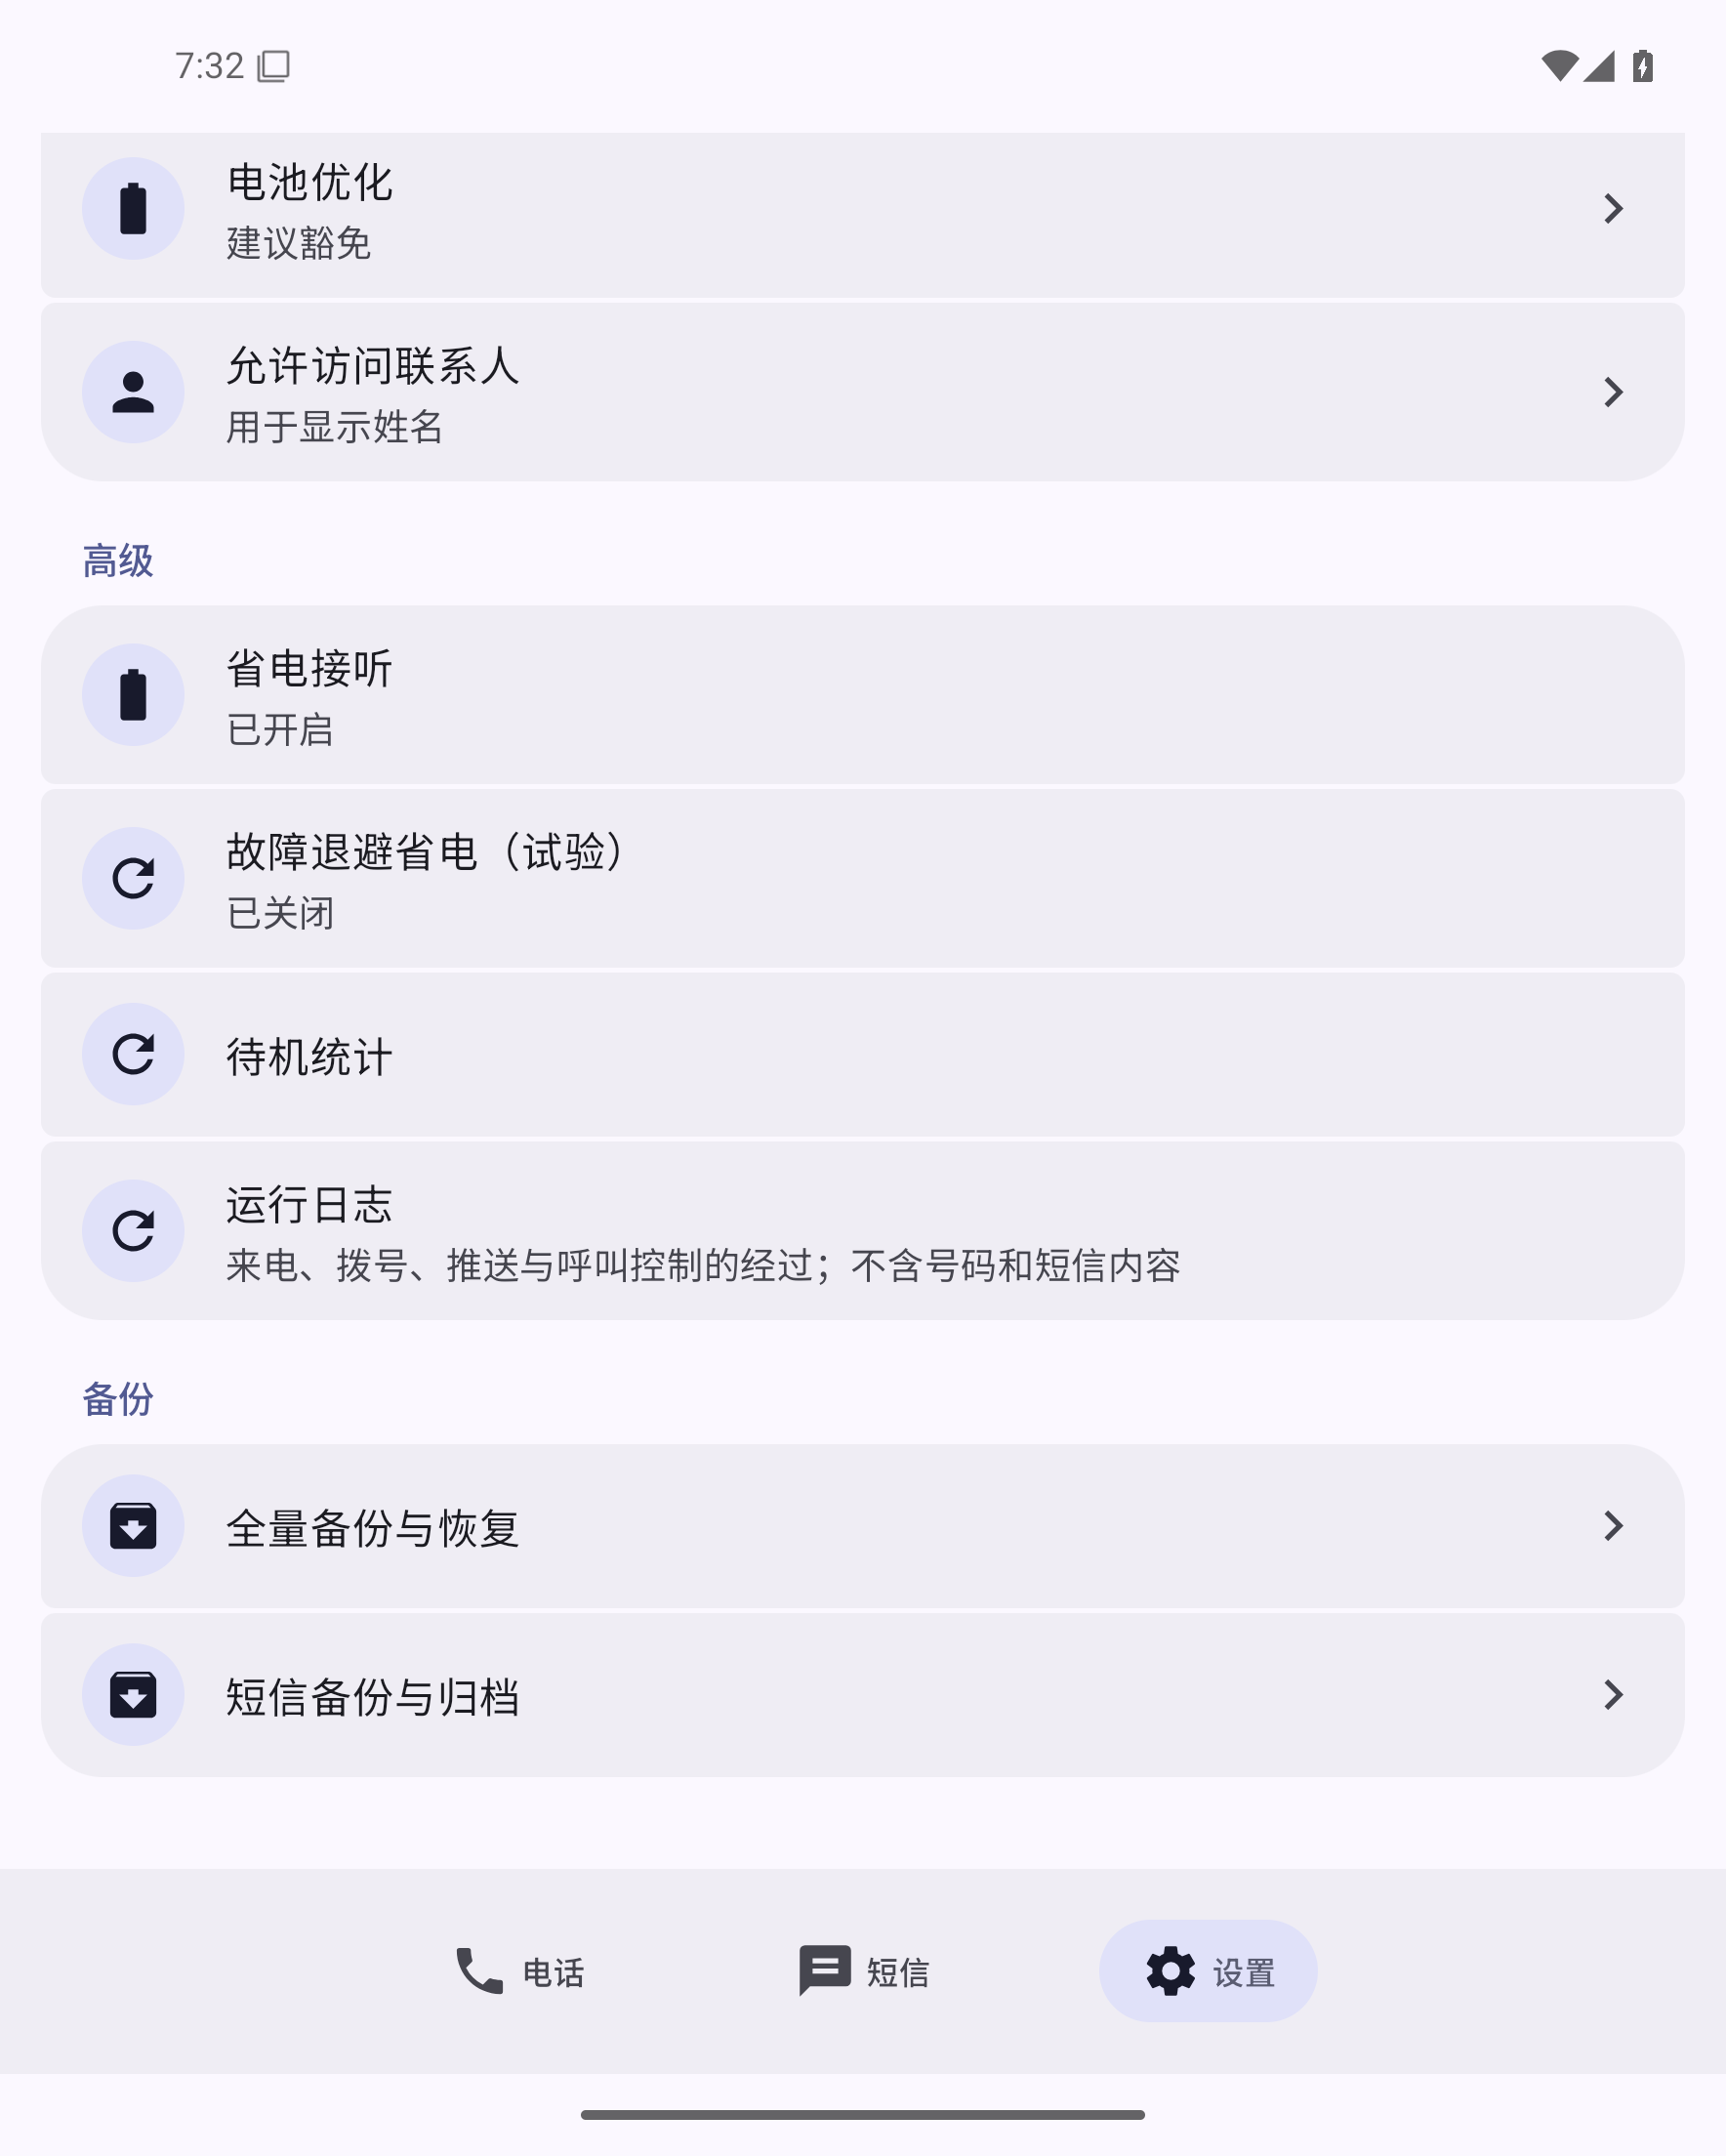 7:32
电池优化
建议豁免
允许访问联系人
用于显示姓名
高级
省电接听
已开启
故障退避省电（试验）
已关闭
待机统计
运行日志
来电、拨号、推送与呼叫控制的经过；不含号码和短信内容
备份
全量备份与恢复
短信备份与归档
电话
短信
设置